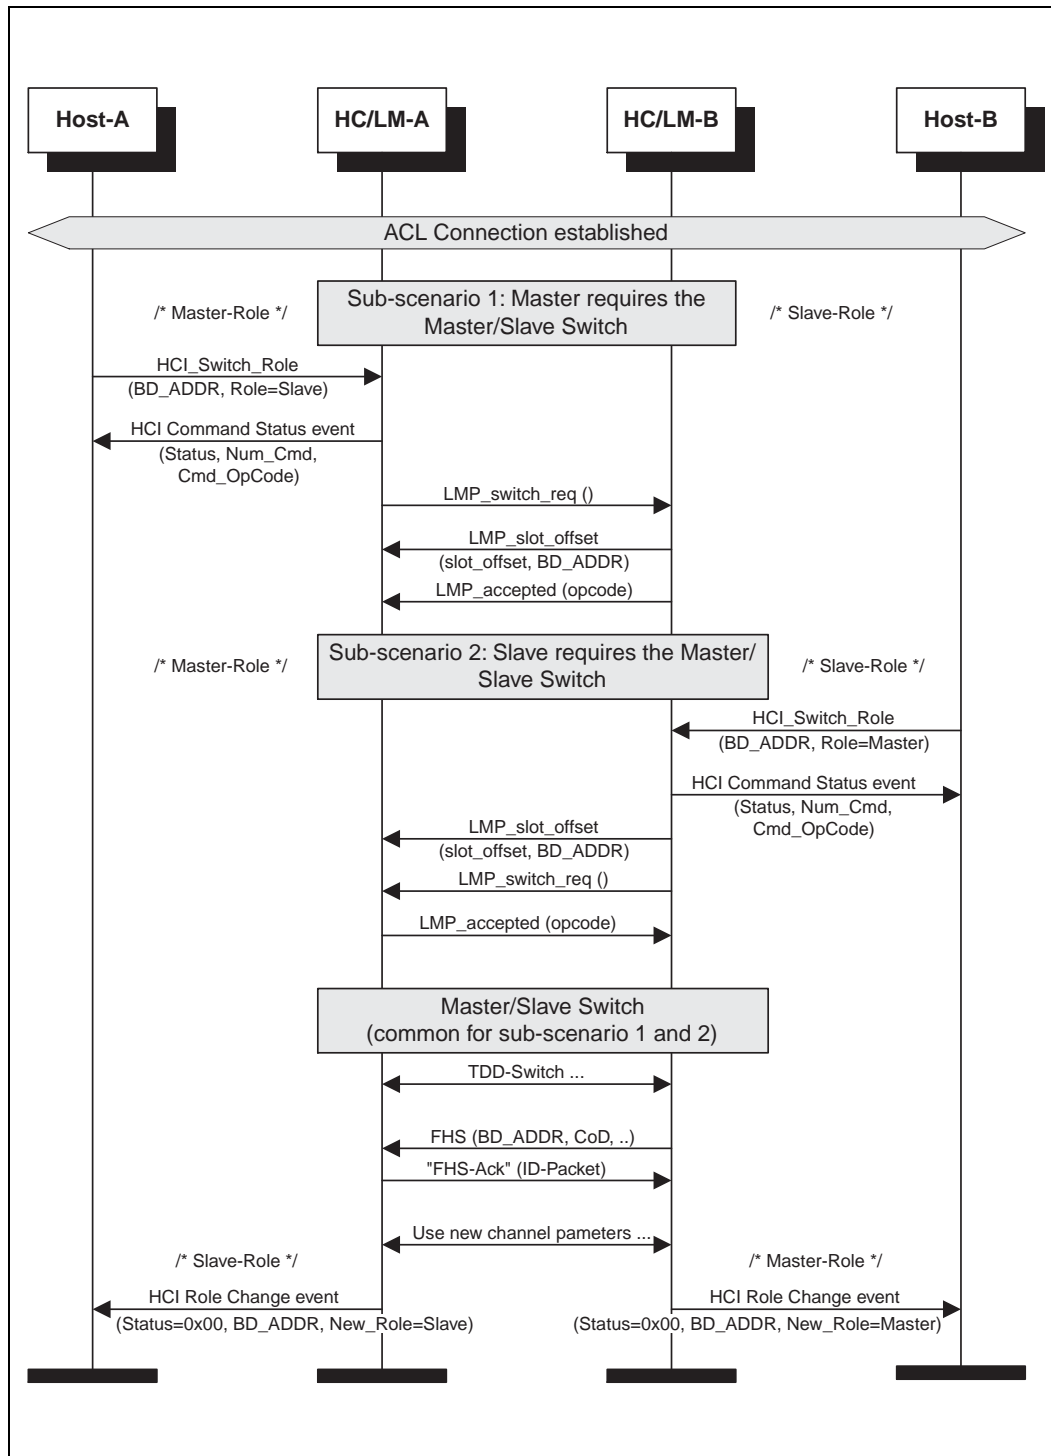 Host-A
HC/LM-A
HC/LM-B
Host-B
ACL Connection established
/* Master-Role */
Sub-scenario 1: Master requires the
Master/Slave Switch
/* Slave-Role */
HCI_Switch_Role
(BD_ADDR, Role=Slave)
HCI Command Status event
(Status, Num_Cmd,
Cmd_OpCode)
LMP_switch_req ()
LMP_slot_offset
(slot_offset, BD_ADDR)
LMP_accepted (opcode)
/* Master-Role */
Sub-scenario 2: Slave requires the Master/
Slave Switch
/* Slave-Role */
HCI_Switch_Role
(BD_ADDR, Role=Master)
HCI Command Status event
(Status, Num_Cmd,
Cmd_OpCode)
LMP_slot_offset
(slot_offset, BD_ADDR)
LMP_switch_req ()
LMP_accepted (opcode)
Master/Slave Switch
(common for sub-scenario 1 and 2)
TDD-Switch ...
FHS (BD_ADDR, CoD, ..)
"FHS-Ack" (ID-Packet)
Use new channel pameters ...
/* Slave-Role */
/* Master-Role */
HCI Role Change event
(Status=0x00, BD_ADDR, New_Role=Slave)
HCI Role Change event
(Status=0x00, BD_ADDR, New_Role=Master)